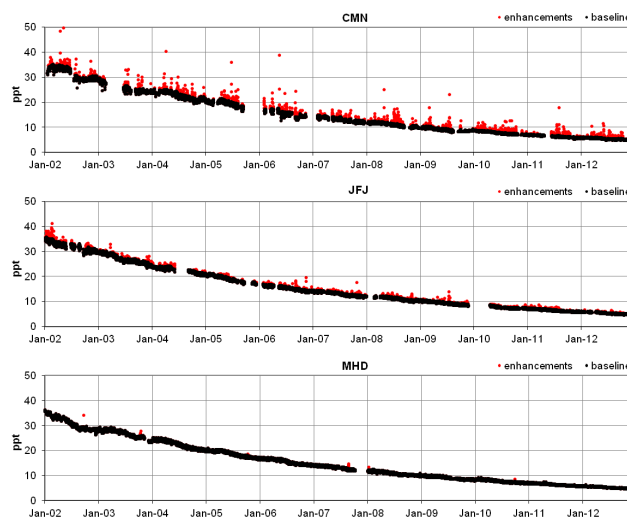 CMN
• enhancements • baseline
ppt
50
40
30
20
10
0
Jan-02 Jan-03 Jan-04 Jan-05 Jan-06 Jan-07 Jan-08 Jan-09 Jan-10 Jan-11 Jan-12
JFJ
• enhancements • baseline
ppt
50
40
30
20
10
0
Jan-02 Jan-03 Jan-04 Jan-05 Jan-06 Jan-07 Jan-08 Jan-09 Jan-10 Jan-11 Jan-12
MHD
• enhancements • baseline
ppt
50
40
30
20
10
0
Jan-02 Jan-03 Jan-04 Jan-05 Jan-06 Jan-07 Jan-08 Jan-09 Jan-10 Jan-11 Jan-12